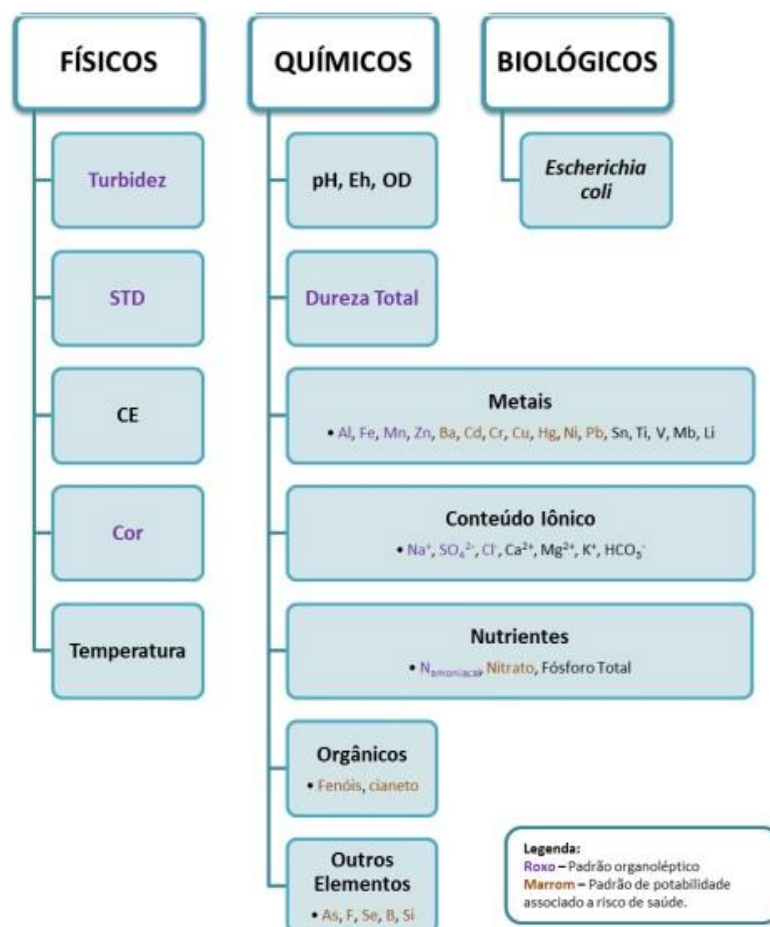 FÍSICOS
Turbidez
STD
CE
Cor
Temperatura
QUÍMICOS
pH, Eh, OD
Dureza Total
Metais
• Al, Fe, Mn, Zn, Ba, Cd, Cr, Cu, Hg, Ni, Pb, Sn, Ti, V, Mb, Li
Conteúdo Iônico
• Na⁺, SO₄²⁻, Cl⁻, Ca²⁺, Mg²⁺, K⁺, HCO₅⁻
Nutrientes
• N amoniacal, Nitrato, Fósforo Total
Orgânicos
• Fenóis, cianeto
Outros
Elementos
• As, F, Se, B, Si
BIOLÓGICOS
Escherichia
coli
Legenda:
Roxo – Padrão organoléptico
Marrom – Padrão de potabilidade
associado a risco de saúde.